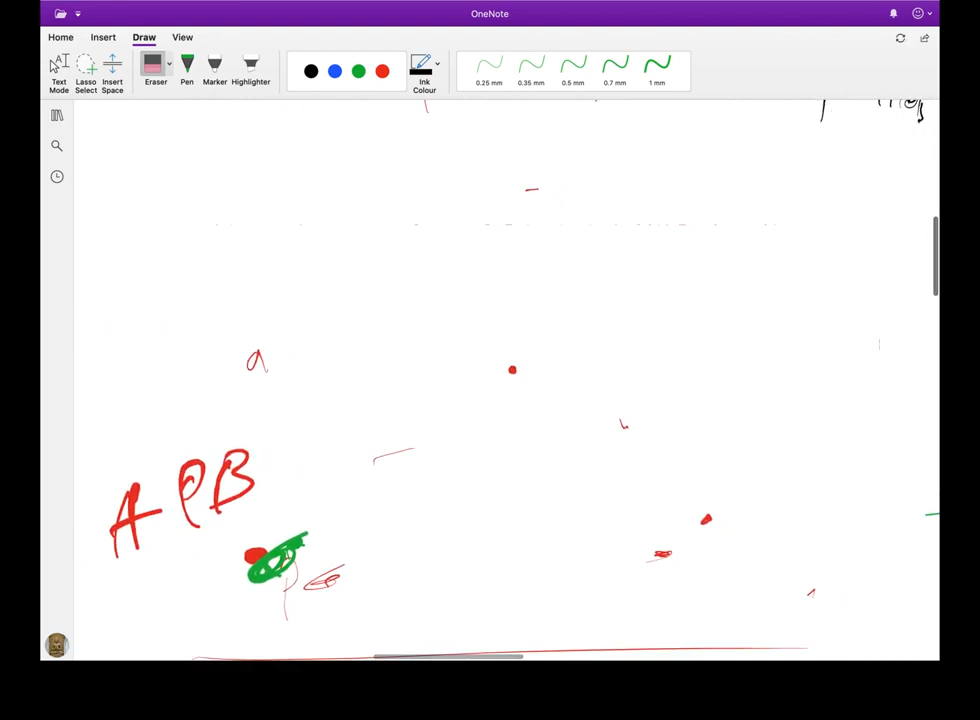 OneNote
Home Insert Draw View
Text Mode
Lasso Select
Insert Space
Eraser
Pen
Marker
Highlighter
Ink Colour
0.25 mm
0.35 mm
0.5 mm
0.7 mm
1 mm
a
A P B
P